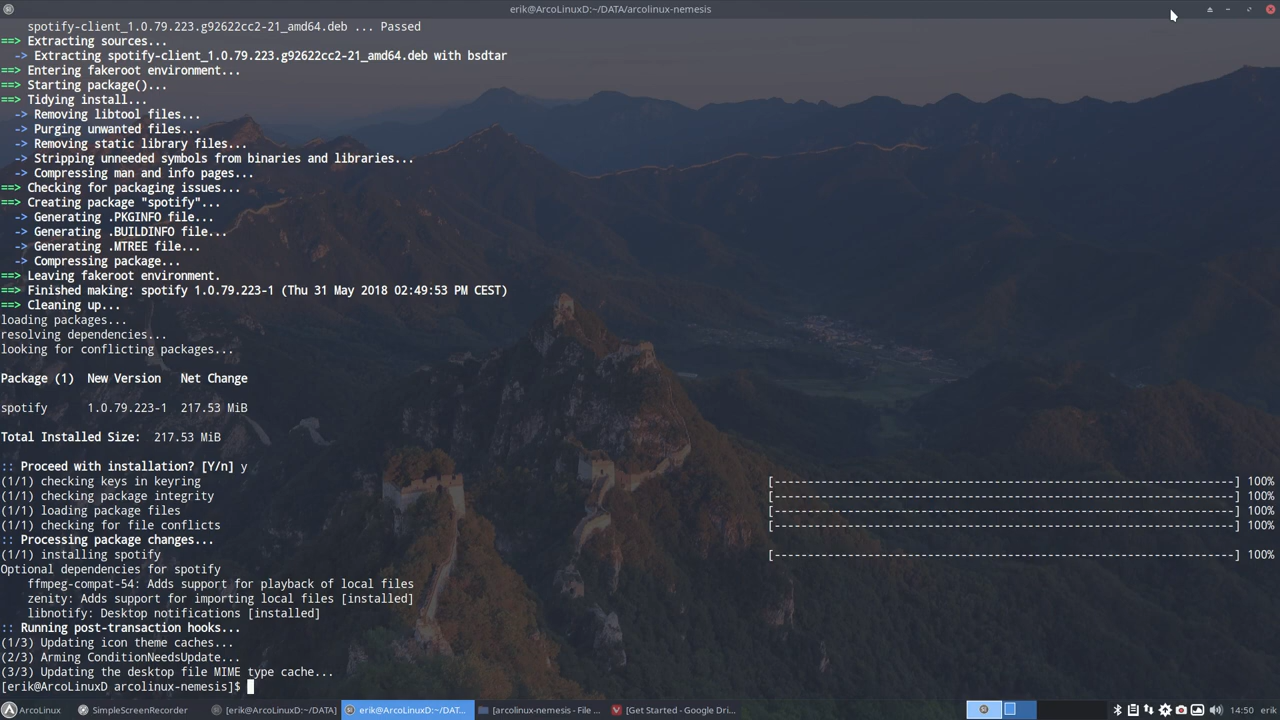 erik@ArcoLinuxD:~/DATA/arcolinux-nemesis
spotify-client_1.0.79.223.g92622cc2-21_amd64.deb ... Passed
==> Extracting sources...
-> Extracting spotify-client_1.0.79.223.g92622cc2-21_amd64.deb with bsdtar
==> Entering fakeroot environment...
==> Starting package()...
==> Tidying install...
-> Removing libtool files...
-> Purging unwanted files...
-> Removing static library files...
-> Stripping unneeded symbols from binaries and libraries...
-> Compressing man and info pages...
==> Checking for packaging issues...
==> Creating package "spotify"...
-> Generating .PKGINFO file...
-> Generating .BUILDINFO file...
-> Generating .MTREE file...
-> Compressing package...
==> Leaving fakeroot environment.
==> Finished making: spotify 1.0.79.223-1 (Thu 31 May 2018 02:49:53 PM CEST)
==> Cleaning up...
loading packages...
resolving dependencies...
looking for conflicting packages...
Package (1)  New Version  Net Change
spotify      1.0.79.223-1  217.53 MiB
Total Installed Size:  217.53 MiB
:: Proceed with installation? [Y/n] y
(1/1) checking keys in keyring [----------------------------------------------------------------------] 100%
(1/1) checking package integrity [----------------------------------------------------------------------] 100%
(1/1) loading package files [----------------------------------------------------------------------] 100%
(1/1) checking for file conflicts [----------------------------------------------------------------------] 100%
:: Processing package changes...
(1/1) installing spotify [----------------------------------------------------------------------] 100%
Optional dependencies for spotify
ffmpeg-compat-54: Adds support for playback of local files
zenity: Adds support for importing local files [installed]
libnotify: Desktop notifications [installed]
:: Running post-transaction hooks...
(1/3) Updating icon theme caches...
(2/3) Arming ConditionNeedsUpdate...
(3/3) Updating the desktop file MIME type cache...
[erik@ArcoLinuxD arcolinux-nemesis]$
ArcoLinux SimpleScreenRecorder [erik@ArcoLinuxD:~/DATA] erik@ArcoLinuxD:~/DAT... [arcolinux-nemesis - File ... [Get Started - Google Dri... 14:50 erik